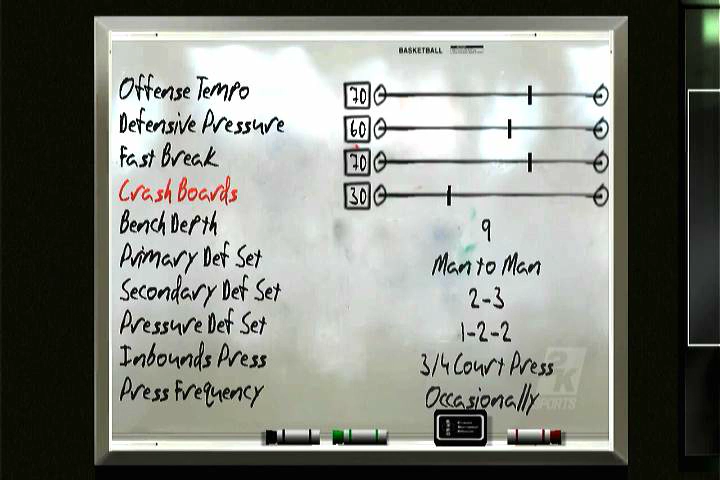 BASKETBALL
Offense Tempo 70
Defensive Pressure 60
Fast Break 70
Crash Boards 30
Bench Depth 9
Primary Def Set Man to Man
Secondary Def Set 2-3
Pressure Def Set 1-2-2
Inbounds Press 3/4 Court Press
Press Frequency Occasionally
2K
SPORTS